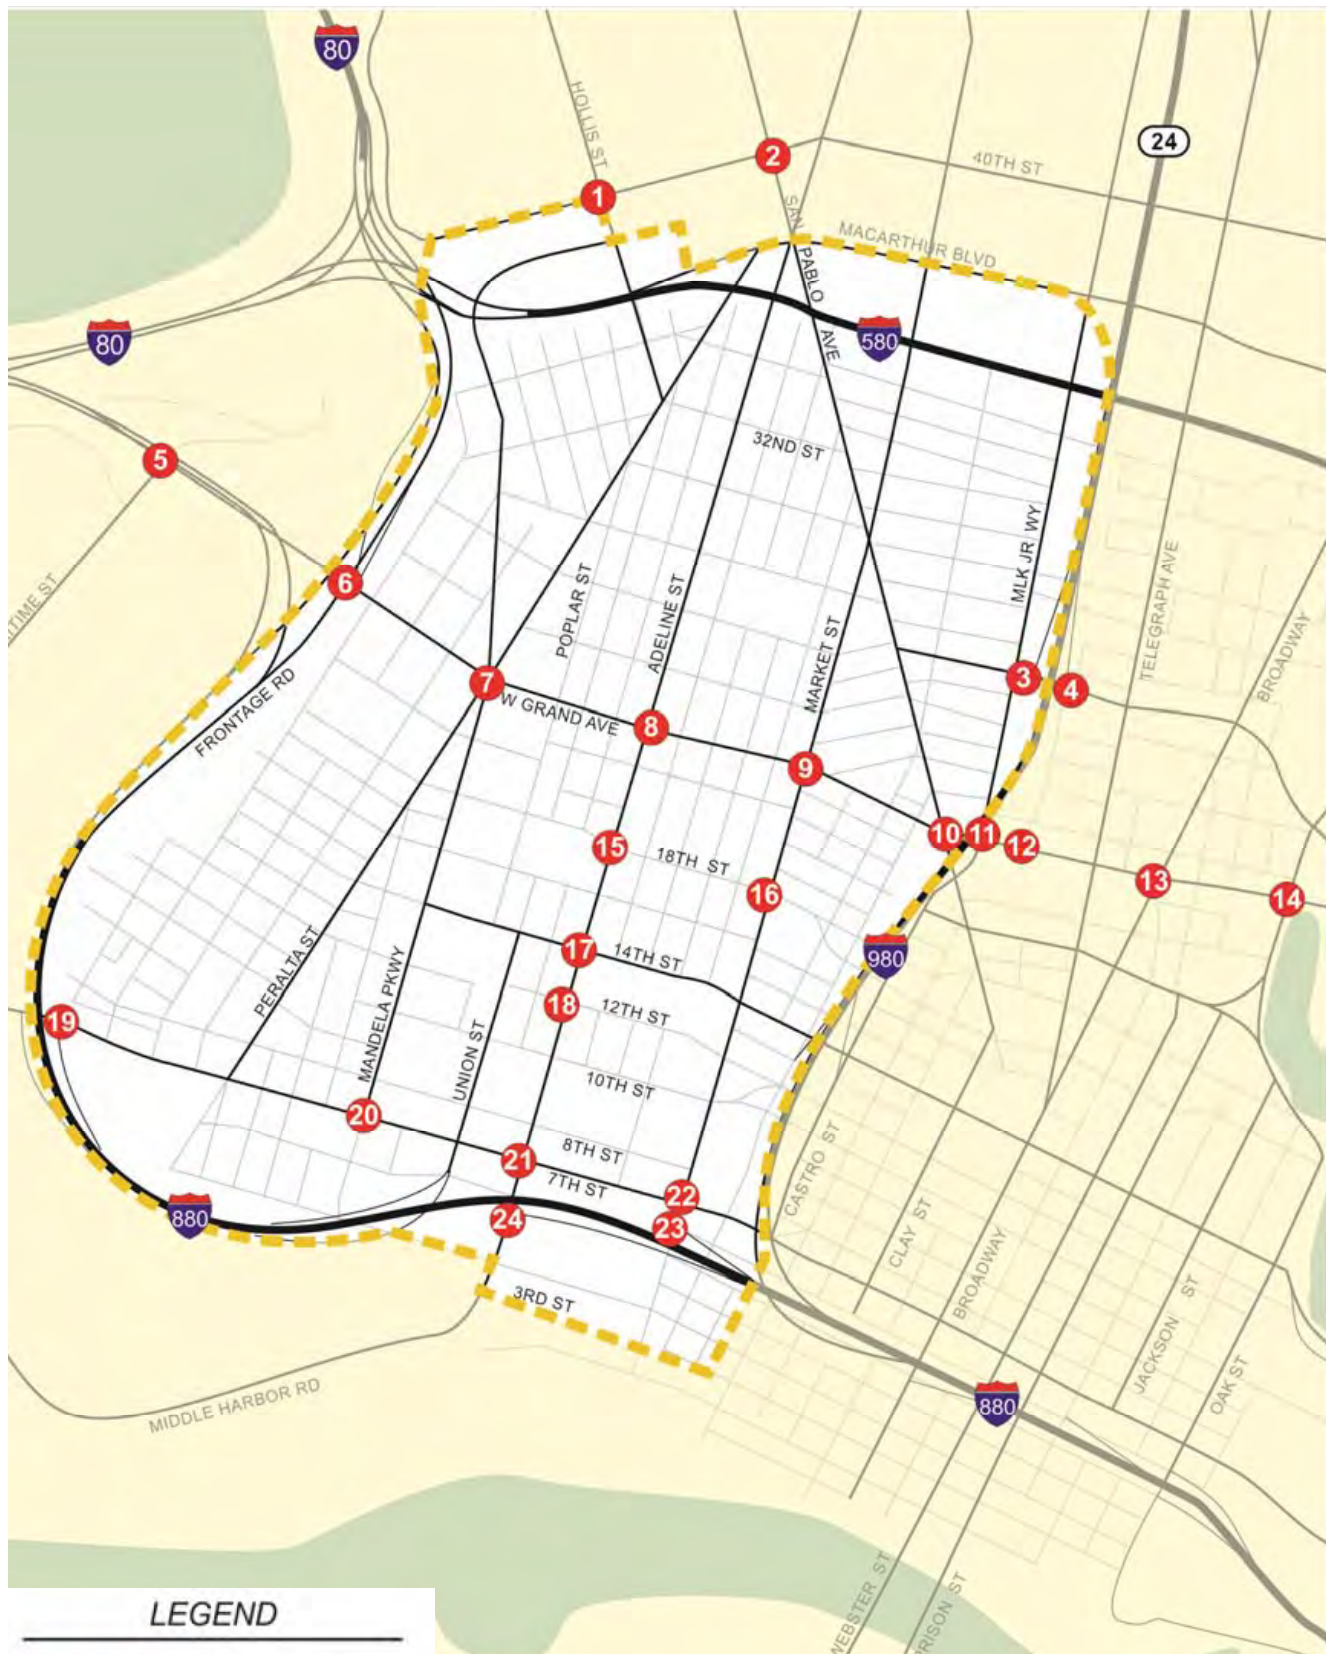 80
HOLLIS ST
24
2
40TH ST
1
SAN PABLO AVE
MACARTHUR BLVD
80
580
32ND ST
5
MLK JR WY
TELEGRAPH AVE
6
POPLAR ST
ADELINE ST
MARKET ST
BROADWAY
3
4
7
FRONTAGE RD
W GRAND AVE
8
9
10
11
12
15
18TH ST
13
16
14
PERALTA ST
MANDELA PKWY
17
14TH ST
980
18
12TH ST
19
UNION ST
10TH ST
20
8TH ST
21
7TH ST
CASTRO ST
22
880
24
23
CLAY ST
BROADWAY
3RD ST
JACKSON ST
OAK ST
MIDDLE HARBOR RD
880
WEBSTER ST
LEGEND